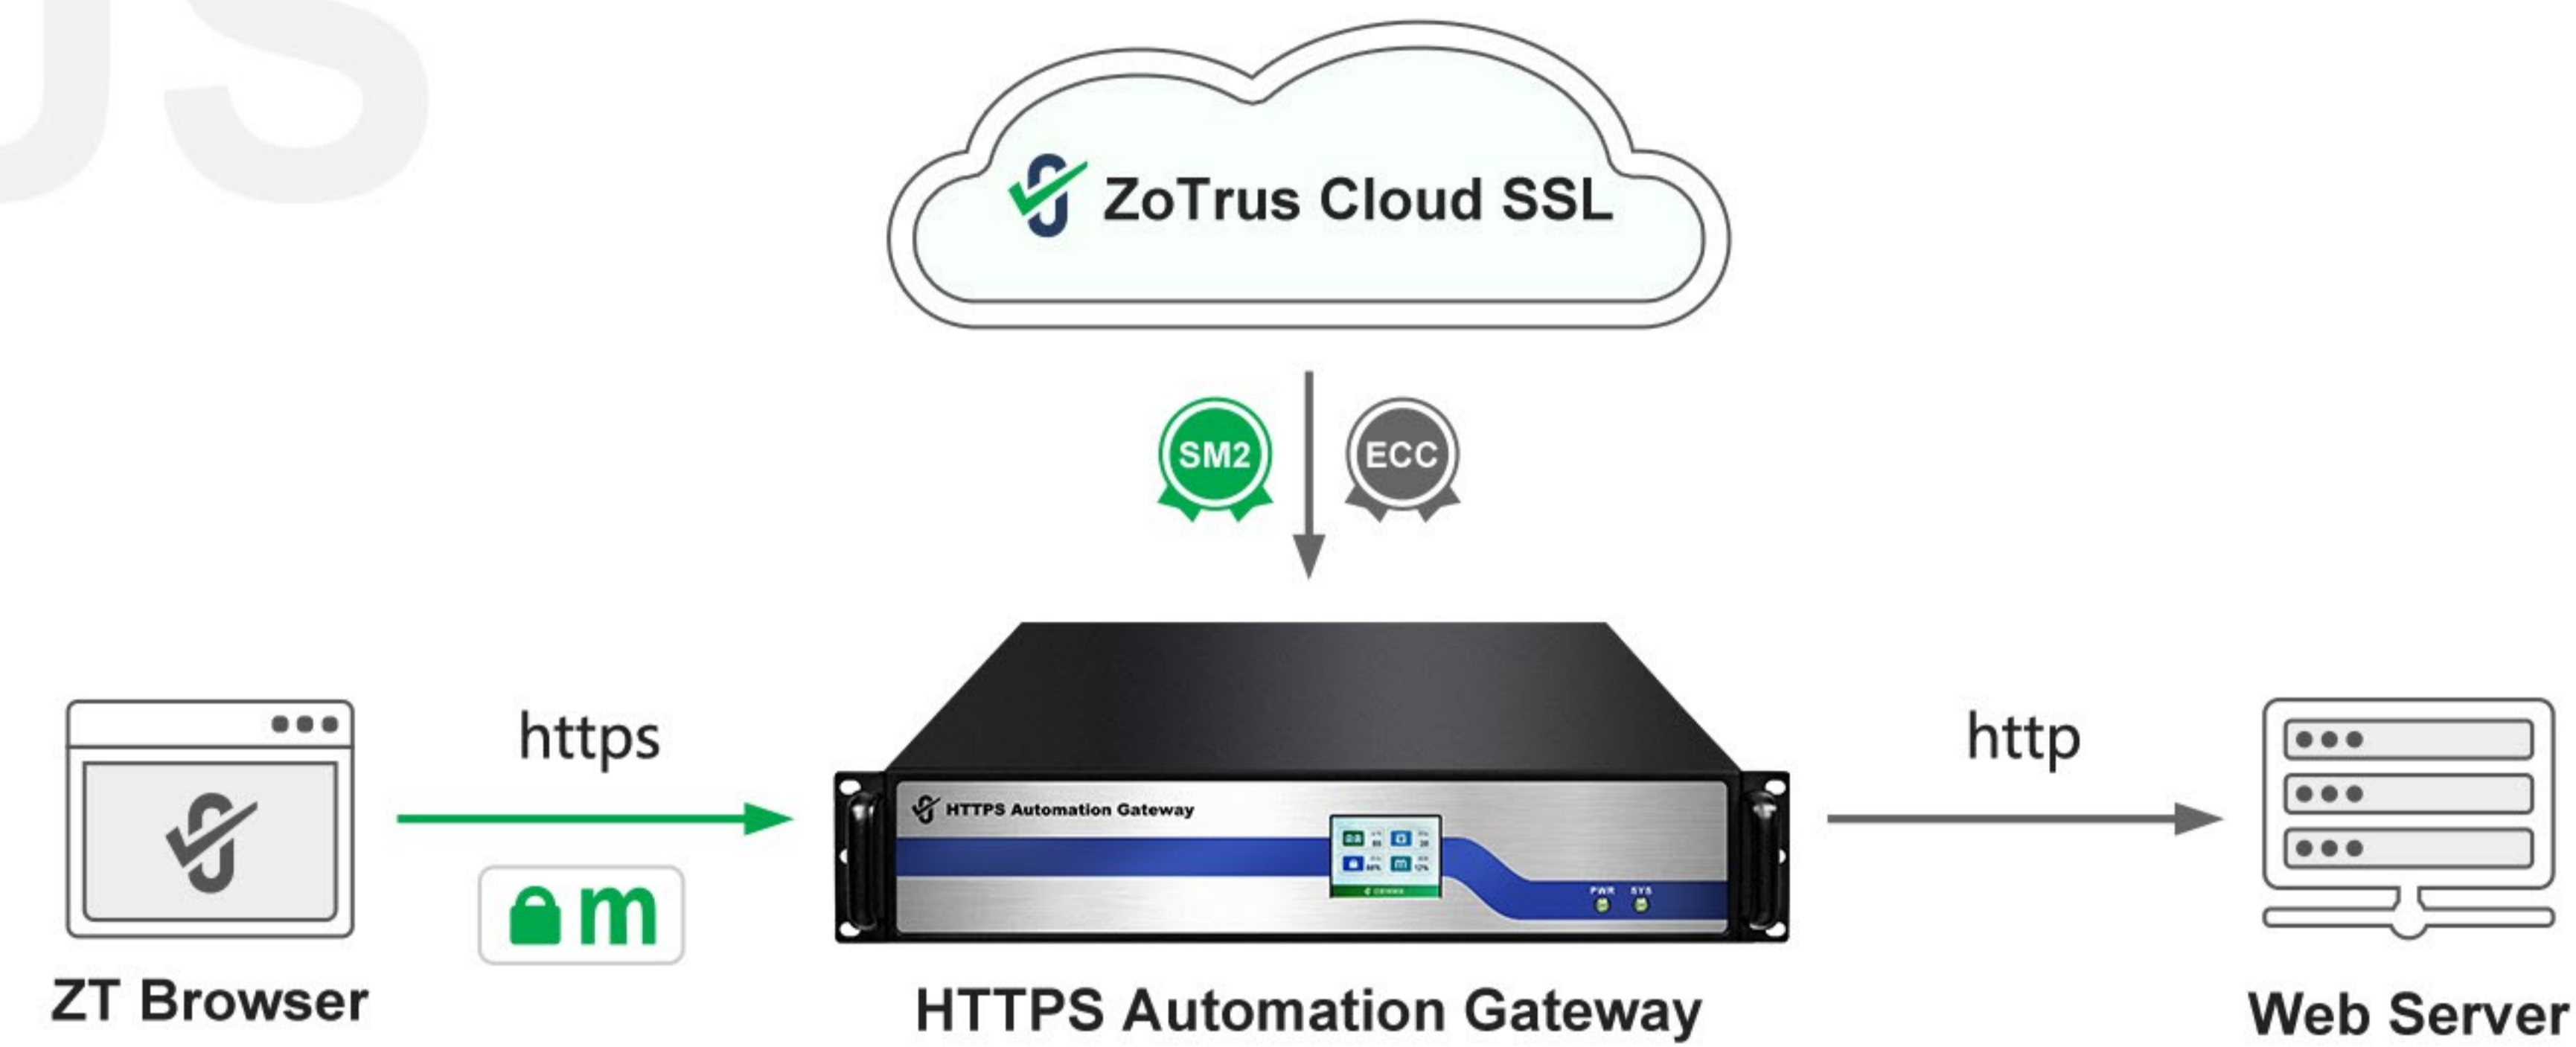 US
ZoTrus Cloud SSL
SM2
ECC
https
http
HTTPS Automation Gateway
m
PWR SYS
m
ZT Browser
HTTPS Automation Gateway
Web Server